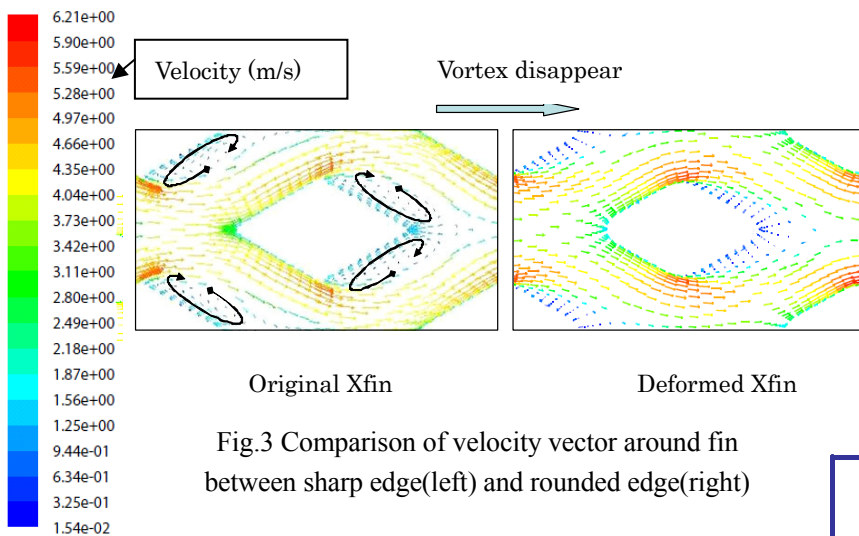 6.21e+00
5.90e+00
5.59e+00
5.28e+00
4.97e+00
4.66e+00
4.35e+00
4.04e+00
3.73e+00
3.42e+00
3.11e+00
2.80e+00
2.49e+00
2.18e+00
1.87e+00
1.56e+00
1.25e+00
9.44e-01
6.34e-01
3.25e-01
1.54e-02
Velocity (m/s)
Vortex disappear
Original Xfin
Deformed Xfin
Fig.3 Comparison of velocity vector around fin
between sharp edge(left) and rounded edge(right)